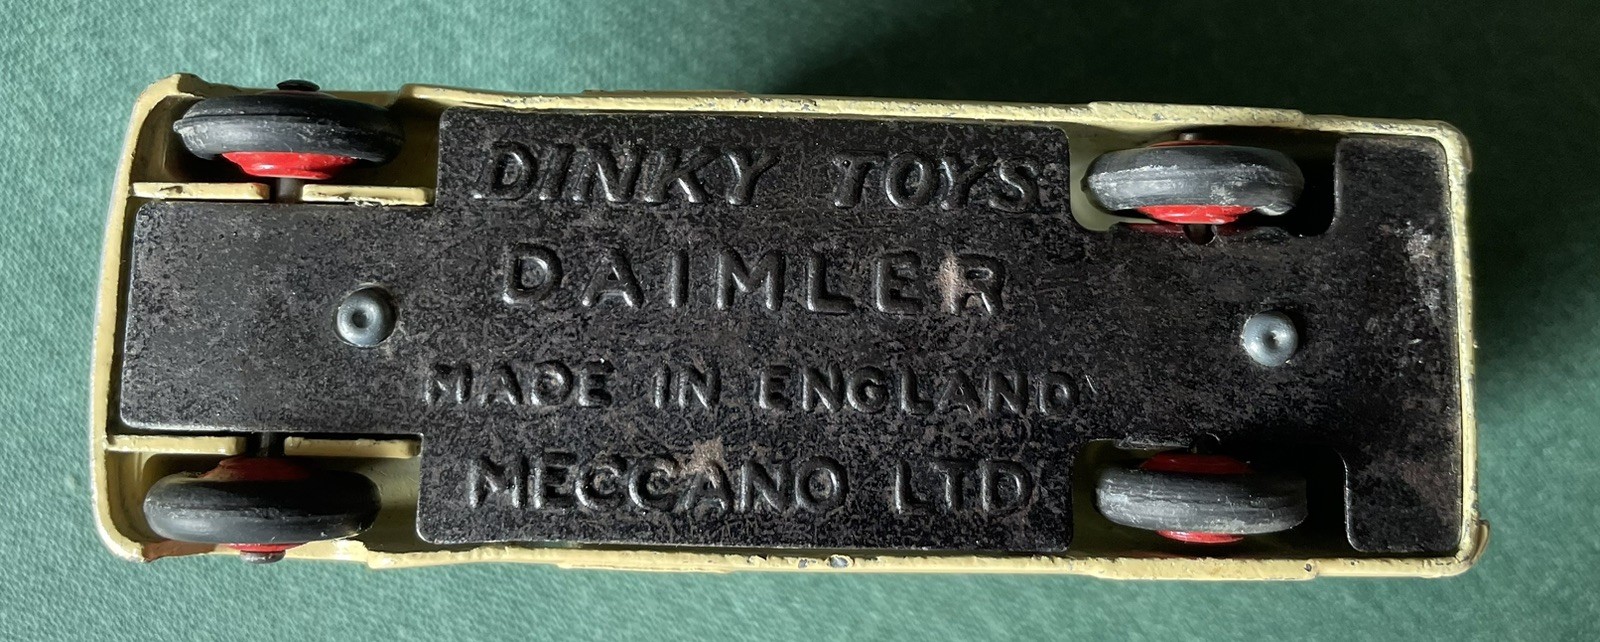 DINKY TOYS
DAIMLER
MADE IN ENGLAND
MECCANO LTD